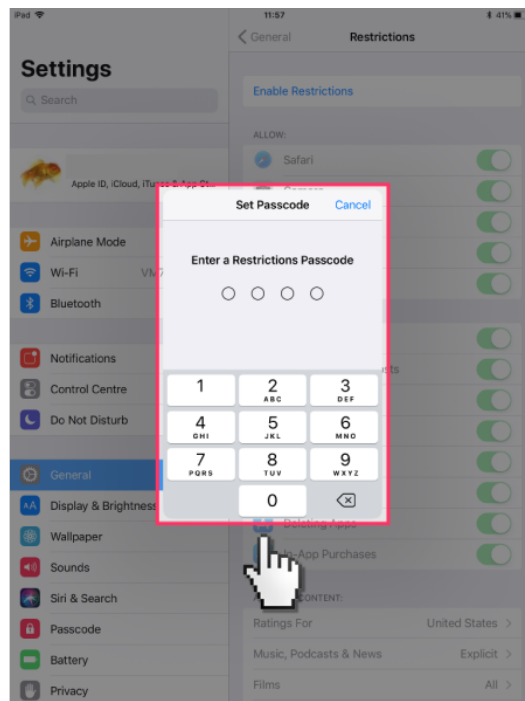 iPad
11:57
41%
General
Restrictions
Settings
Search
Enable Restrictions
ALLOW:
Safari
Apple ID, iCloud, iTunes & App St...
Camera
Set Passcode
Cancel
Airplane Mode
Enter a Restrictions Passcode
Wi-Fi
VM7
Bluetooth
Notifications
Control Centre
Do Not Disturb
1
2
ABC
3
DEF
4
GHI
5
JKL
6
MNO
7
PQRS
8
TUV
9
WXYZ
0
General
Display & Brightness
Deleting Apps
Wallpaper
In-App Purchases
Sounds
Siri & Search
CONTENT:
Passcode
Ratings For
United States
Battery
Music, Podcasts & News
Explicit
Privacy
Films
All